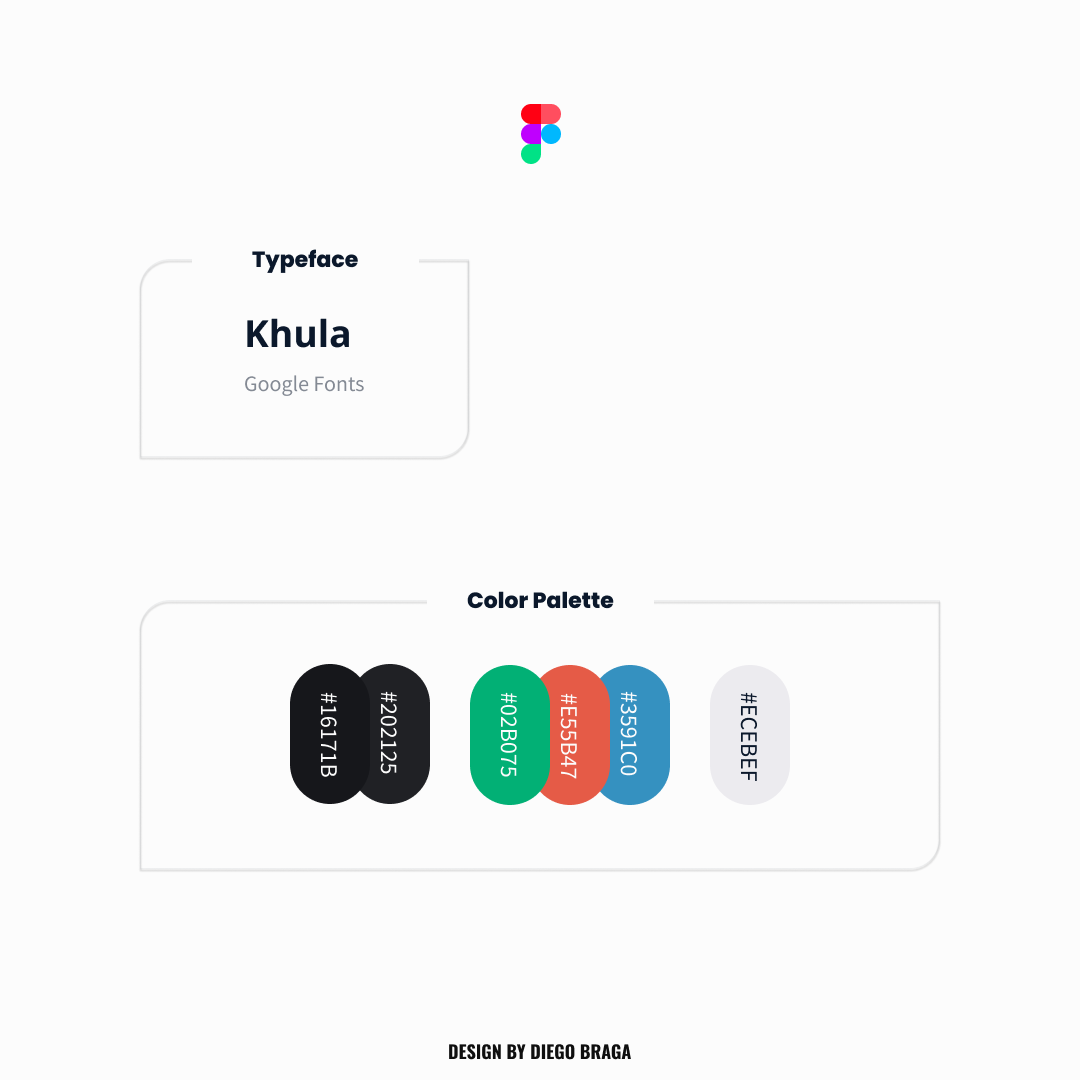 Typeface
Khula
Google Fonts
Color Palette
#16171B
#202125
#02B075
#E55B47
#3591C0
#ECEBEF
DESIGN BY DIEGO BRAGA